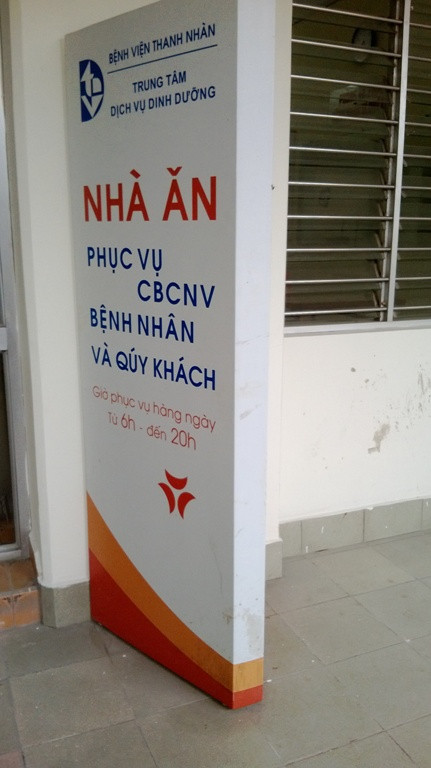 BỆNH VIỆN THANH NHÀN
TRUNG TÂM
DỊCH VỤ DINH DƯỠNG
NHÀ ĂN
PHỤC VỤ
CBCNV
BỆNH NHÂN
VÀ QÚY KHÁCH
Giờ phục vụ hàng ngày
Từ 6h - đến 20h